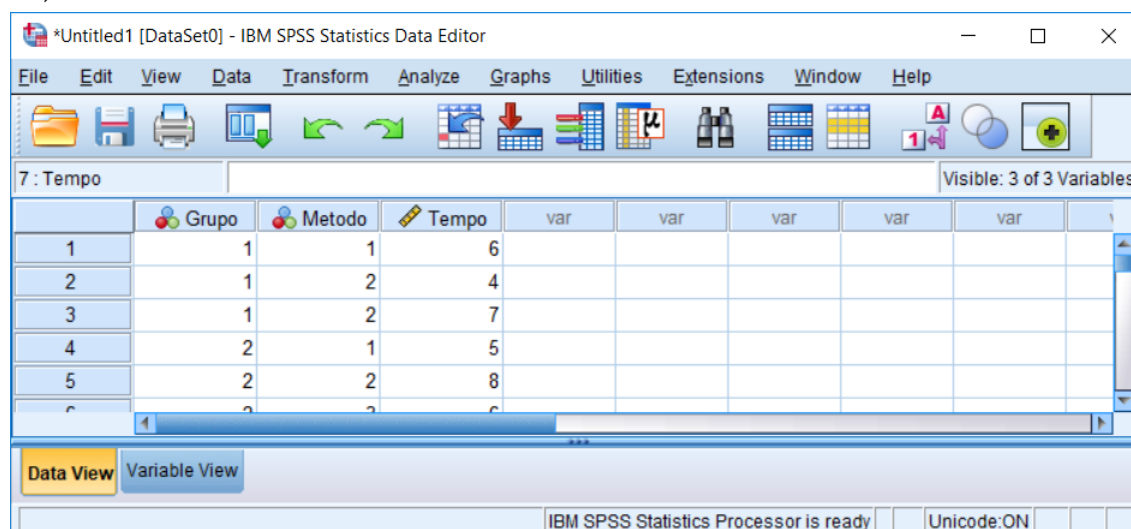 *Untitled1 [DataSet0] - IBM SPSS Statistics Data Editor
File Edit View Data Transform Analyze Graphs Utilities Extensions Window Help
A
1
μ
7 : Tempo
Visible: 3 of 3 Variables
Grupo Metodo Tempo var var var var var
1 1 1 6
2 1 2 4
3 1 2 7
4 2 1 5
5 2 2 8
Data View Variable View
IBM SPSS Statistics Processor is ready Unicode:ON